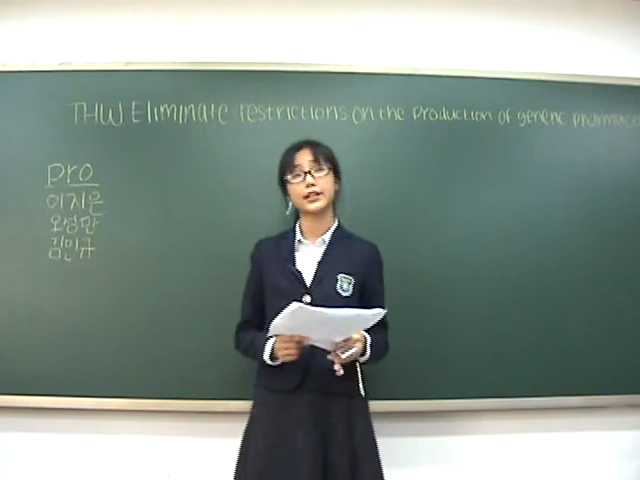 THW Eliminate restrictions on the production of generic
pro
이지은
오성만
김민규